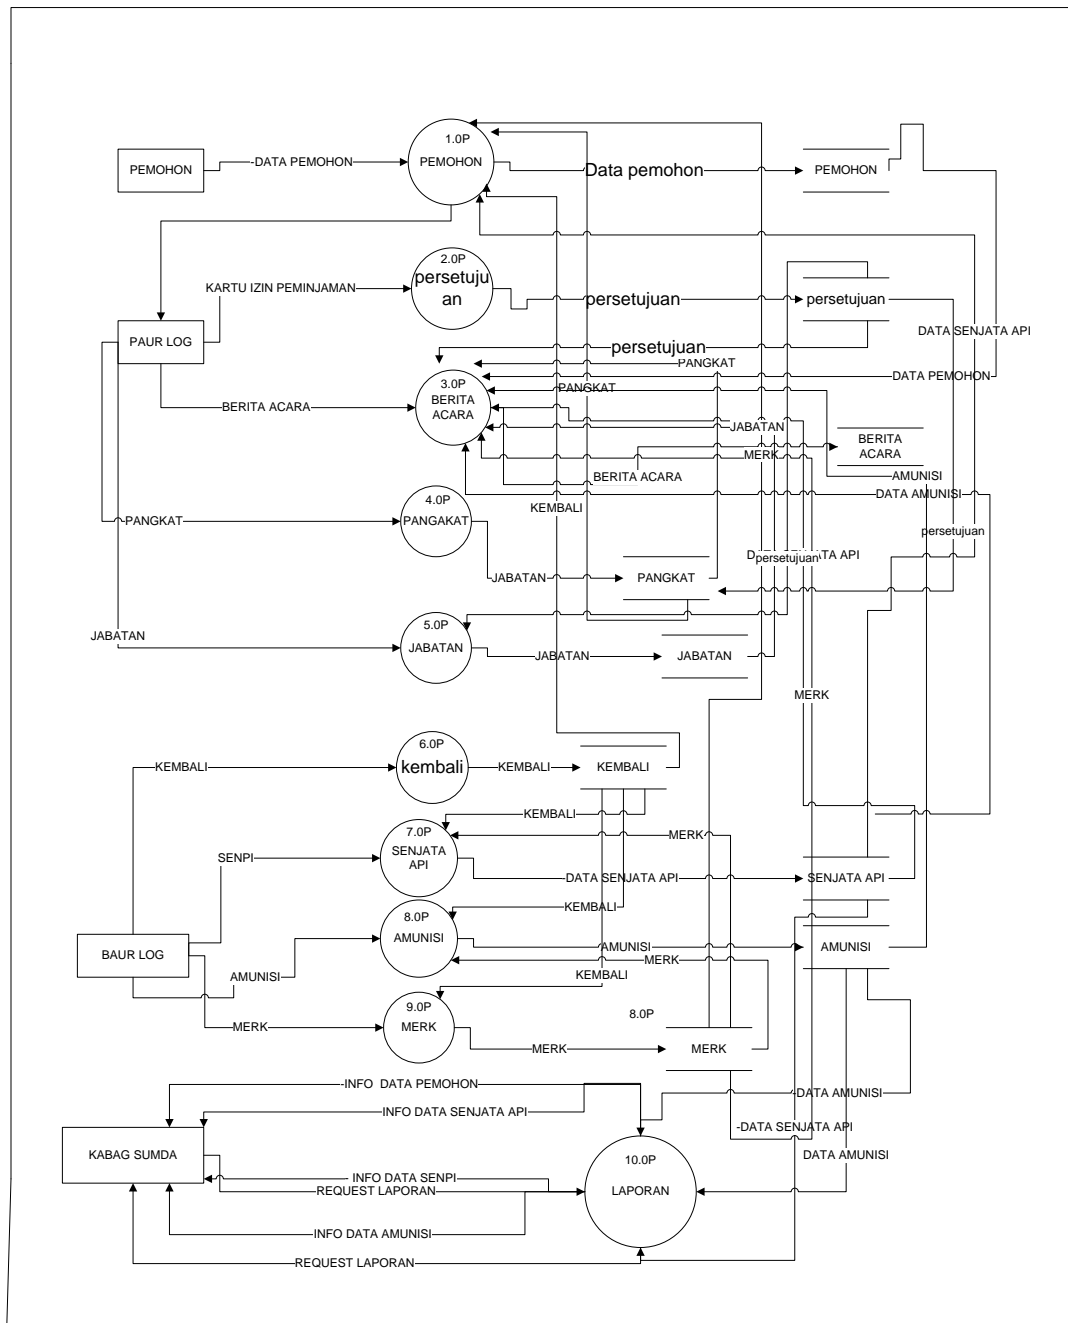 1.0P
PEMOHON
PEMOHON
-DATA PEMOHON
Data pemohon
PEMOHON
2.0P
persetuju
an
KARTU IZIN PEMINJAMAN
persetujuan
persetujuan
DATA SENJATA API
PAUR LOG
persetujuan
PANGKAT
DATA PEMOHON
3.0P
BERITA
ACARA
PANGKAT
BERITA ACARA
JABATAN
BERITA
ACARA
MERK
BERITA ACARA
AMUNISI
DATA AMUNISI
4.0P
PANGAKAT
KEMBALI
PANGKAT
persetujuan
DATA SENJATA API
persetujuan
JABATAN
PANGKAT
5.0P
JABATAN
JABATAN
JABATAN
JABATAN
MERK
6.0P
kembali
KEMBALI
KEMBALI
KEMBALI
KEMBALI
7.0P
SENJATA
API
MERK
SENPI
DATA SENJATA API
SENJATA API
KEMBALI
8.0P
AMUNISI
BAUR LOG
AMUNISI
AMUNISI
MERK
AMUNISI
KEMBALI
9.0P
MERK
8.0P
MERK
MERK
MERK
-INFO DATA PEMOHON
-DATA AMUNISI
INFO DATA SENJATA API
-DATA SENJATA API
KABAG SUMDA
DATA AMUNISI
10.0P
LAPORAN
INFO DATA SENPI
REQUEST LAPORAN
INFO DATA AMUNISI
REQUEST LAPORAN